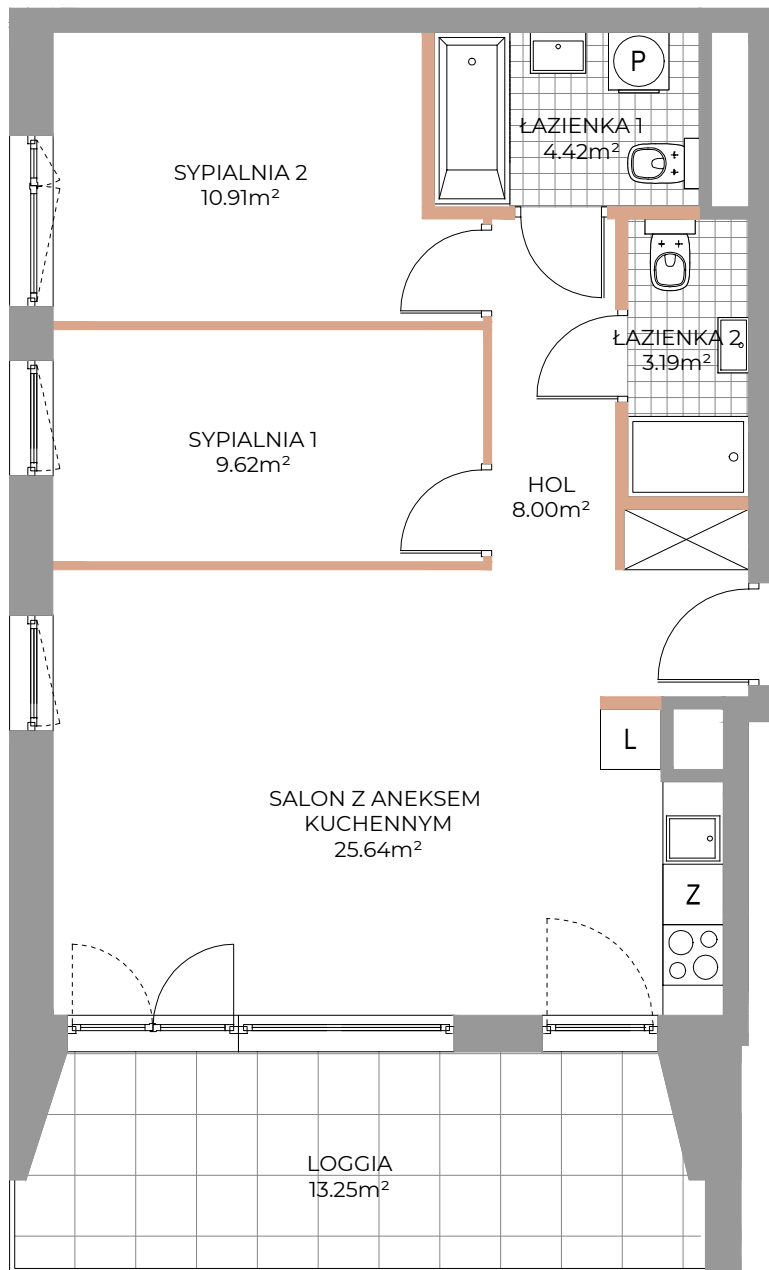 P
ŁAZIENKA 1
4.42m²
SYPIALNIA 2
10.91m²
ŁAZIENKA 2
3.19m²
SYPIALNIA 1
9.62m²
HOL
8.00m²
L
SALON Z ANEKSEM
KUCHENNYM
25.64m²
Z
LOGGIA
13.25m²